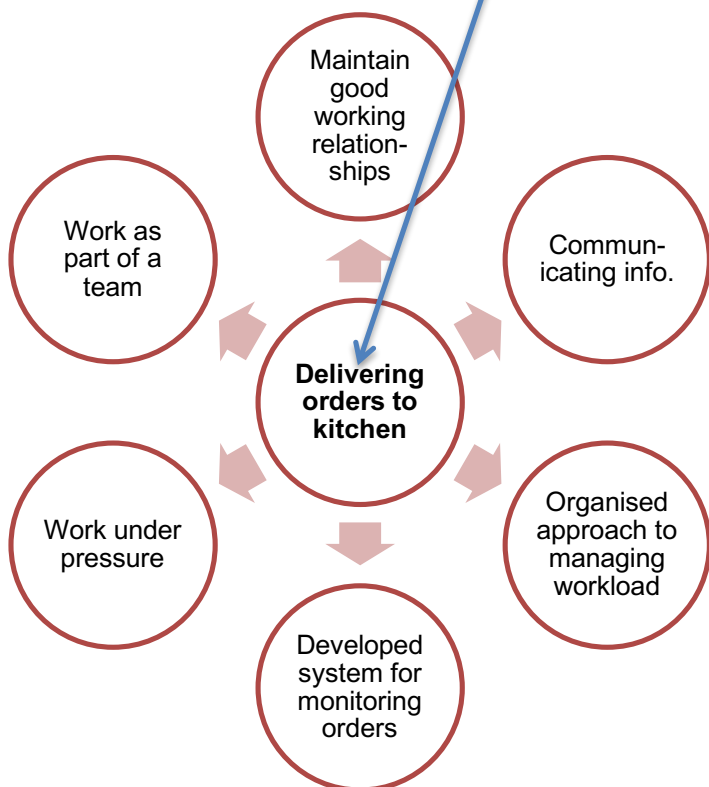 Maintain
good
working
relation-
ships
Work as
part of a
team
Commun-
icating info.
Delivering
orders to
kitchen
Work under
pressure
Organised
approach to
managing
workload
Developed
system for
monitoring
orders